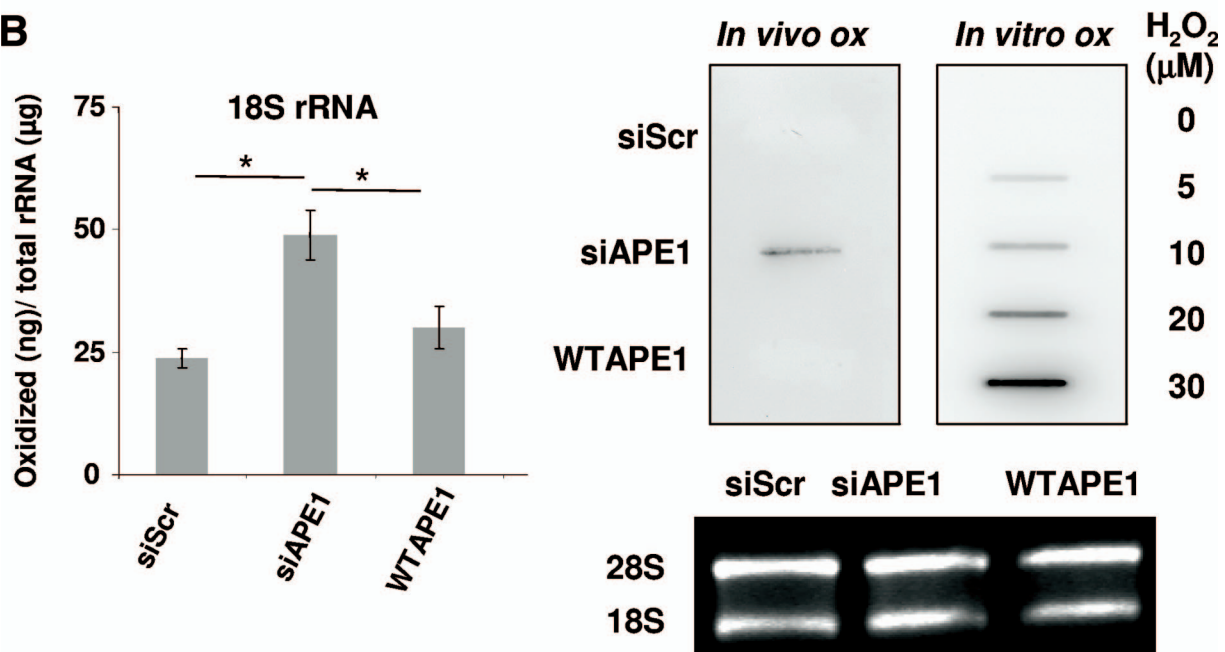 B
18S rRNA
Oxidized (ng)/ total rRNA (µg)
75
50
25
0
*
*
siScr
siAPE1
WTAPE1
In vivo ox
In vitro ox
H₂O₂
(µM)
siScr
siAPE1
WTAPE1
0
5
10
20
30
siScr siAPE1 WTAPE1
28S
18S